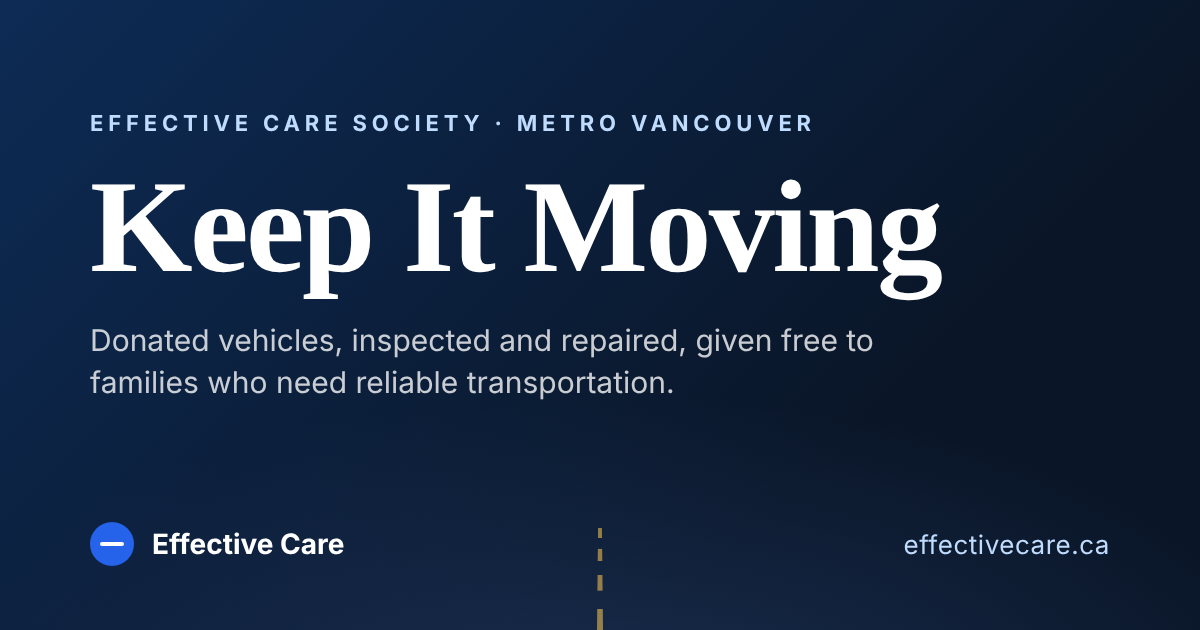 EFFECTIVE CARE SOCIETY · METRO VANCOUVER
Keep It Moving
Donated vehicles, inspected and repaired, given free to
families who need reliable transportation.
Effective Care
effectivecare.ca